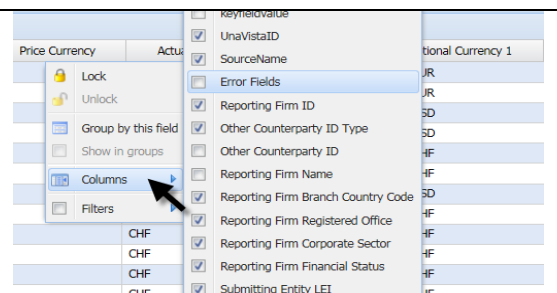 keyfieldvalue
UnaVistaID
Price Currency
Actua
SourceName
tional Currency 1
Lock
Error Fields
UR
Unlock
Reporting Firm ID
UR
Group by this field
Other Counterparty ID Type
SD
Show in groups
Other Counterparty ID
HF
Columns
Reporting Firm Name
HF
Reporting Firm Branch Country Code
SD
Filters
Reporting Firm Registered Office
HF
CHF
Reporting Firm Corporate Sector
HF
CHF
Reporting Firm Financial Status
HF
CHF
Submitting Entity LEI
HF
CHF